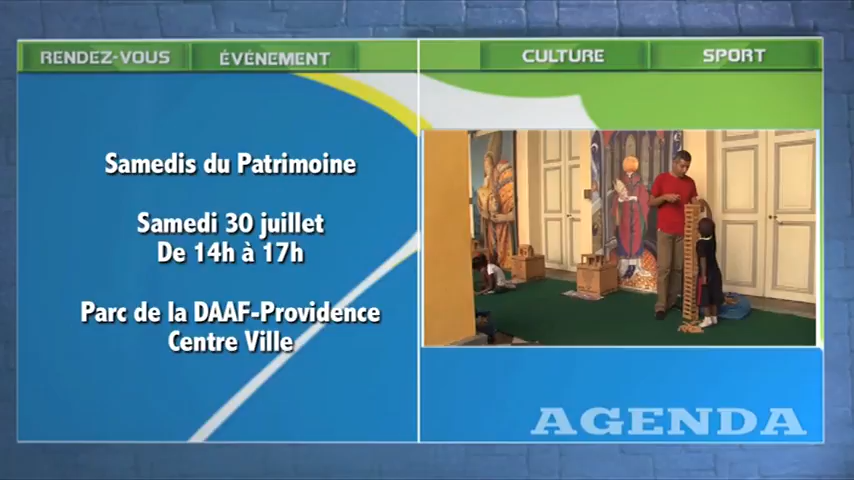 RENDEZ-VOUS
ÉVÉNEMENT
CULTURE
SPORT
Samedis du Patrimoine
Samedi 30 juillet
De 14h à 17h
Parc de la DAAF-Providence
Centre Ville
AGENDA